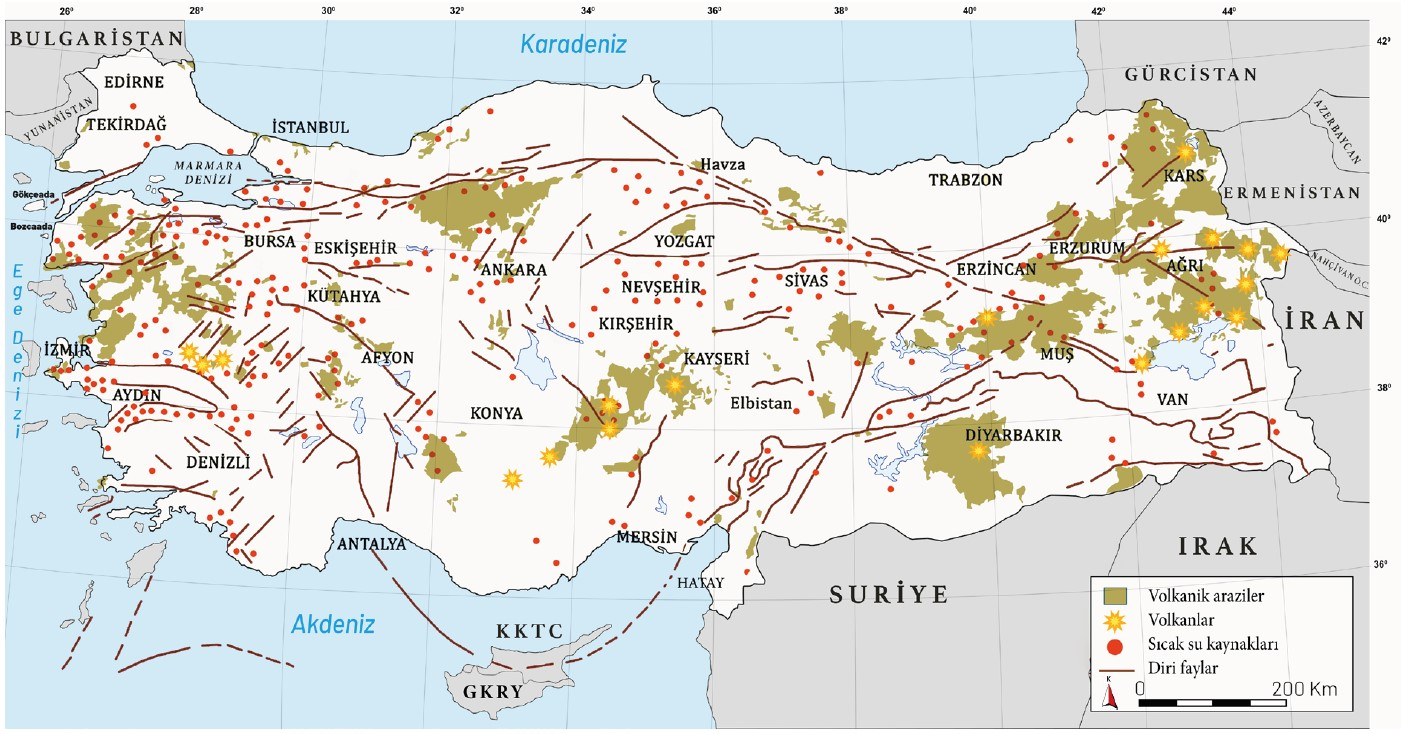 26° 28° 30° 32° 34° 36° 38° 40° 42° 44°
BULGARİSTAN
Karadeniz
42°
EDİRNE
GÜRCİSTAN
YUNANİSTAN
TEKİRDAĞ
İSTANBUL
AZERBAYCAN
MARMARA
DENİZİ
Havza
TRABZON
KARS
Gökçeada
ERMENİSTAN
Bozcaada
40°
BURSA
ESKİŞEHİR
YOZGAT
ERZURUM
ANKARA
ERZİNCAN
AĞRI
NAHÇIVAN
Ege Denizi
KÜTAHYA
NEVŞEHİR
SİVAS
KIRŞEHİR
İRAN
İZMİR
AFYON
KAYSERİ
MUŞ
AYDIN
KONYA
Elbistan
VAN
38°
DENİZLİ
DİYARBAKIR
ANTALYA
MERSİN
IRAK
HATAY
36°
SURİYE
Akdeniz
KKTC
GKRY
Volkanik araziler
Volkanlar
Sıcak su kaynakları
Diri faylar
K
0 200 Km